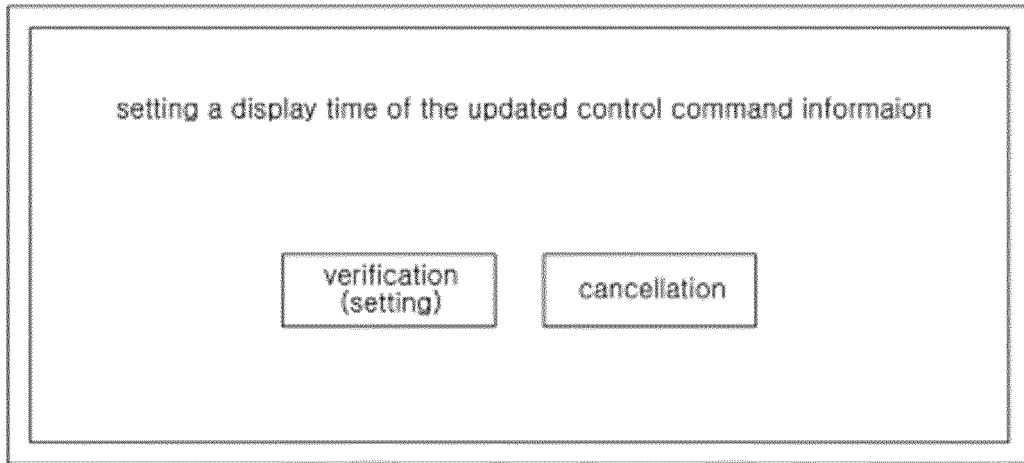 setting a display time of the updated control command informaion
verification
(setting)
cancellation